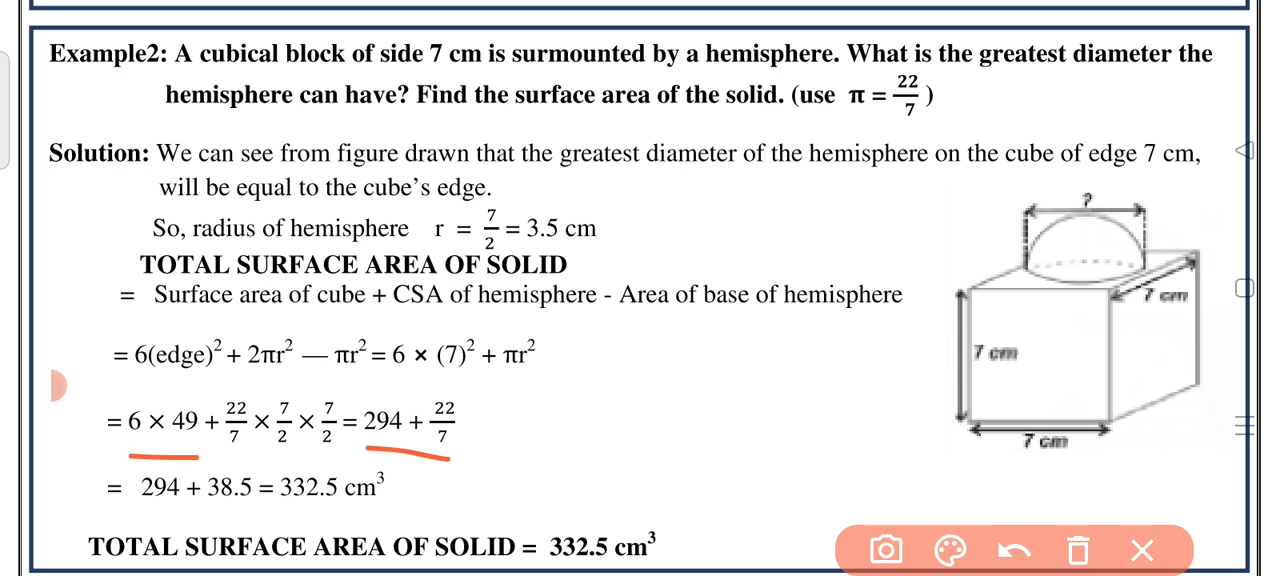 Example2: A cubical block of side 7 cm is surmounted by a hemisphere. What is the greatest diameter the
hemisphere can have? Find the surface area of the solid. (use π = 22/7 )
Solution: We can see from figure drawn that the greatest diameter of the hemisphere on the cube of edge 7 cm,
will be equal to the cube's edge.
So, radius of hemisphere r = 7/2 = 3.5 cm
TOTAL SURFACE AREA OF SOLID
= Surface area of cube + CSA of hemisphere - Area of base of hemisphere
= 6(edge)² + 2πr² — πr² = 6 × (7)² + πr²
= 6 × 49 + 22/7 × 7/2 × 7/2 = 294 + 22/7
= 294 + 38.5 = 332.5 cm³
TOTAL SURFACE AREA OF SOLID = 332.5 cm³
?
7 cm
7 cm
7 cm